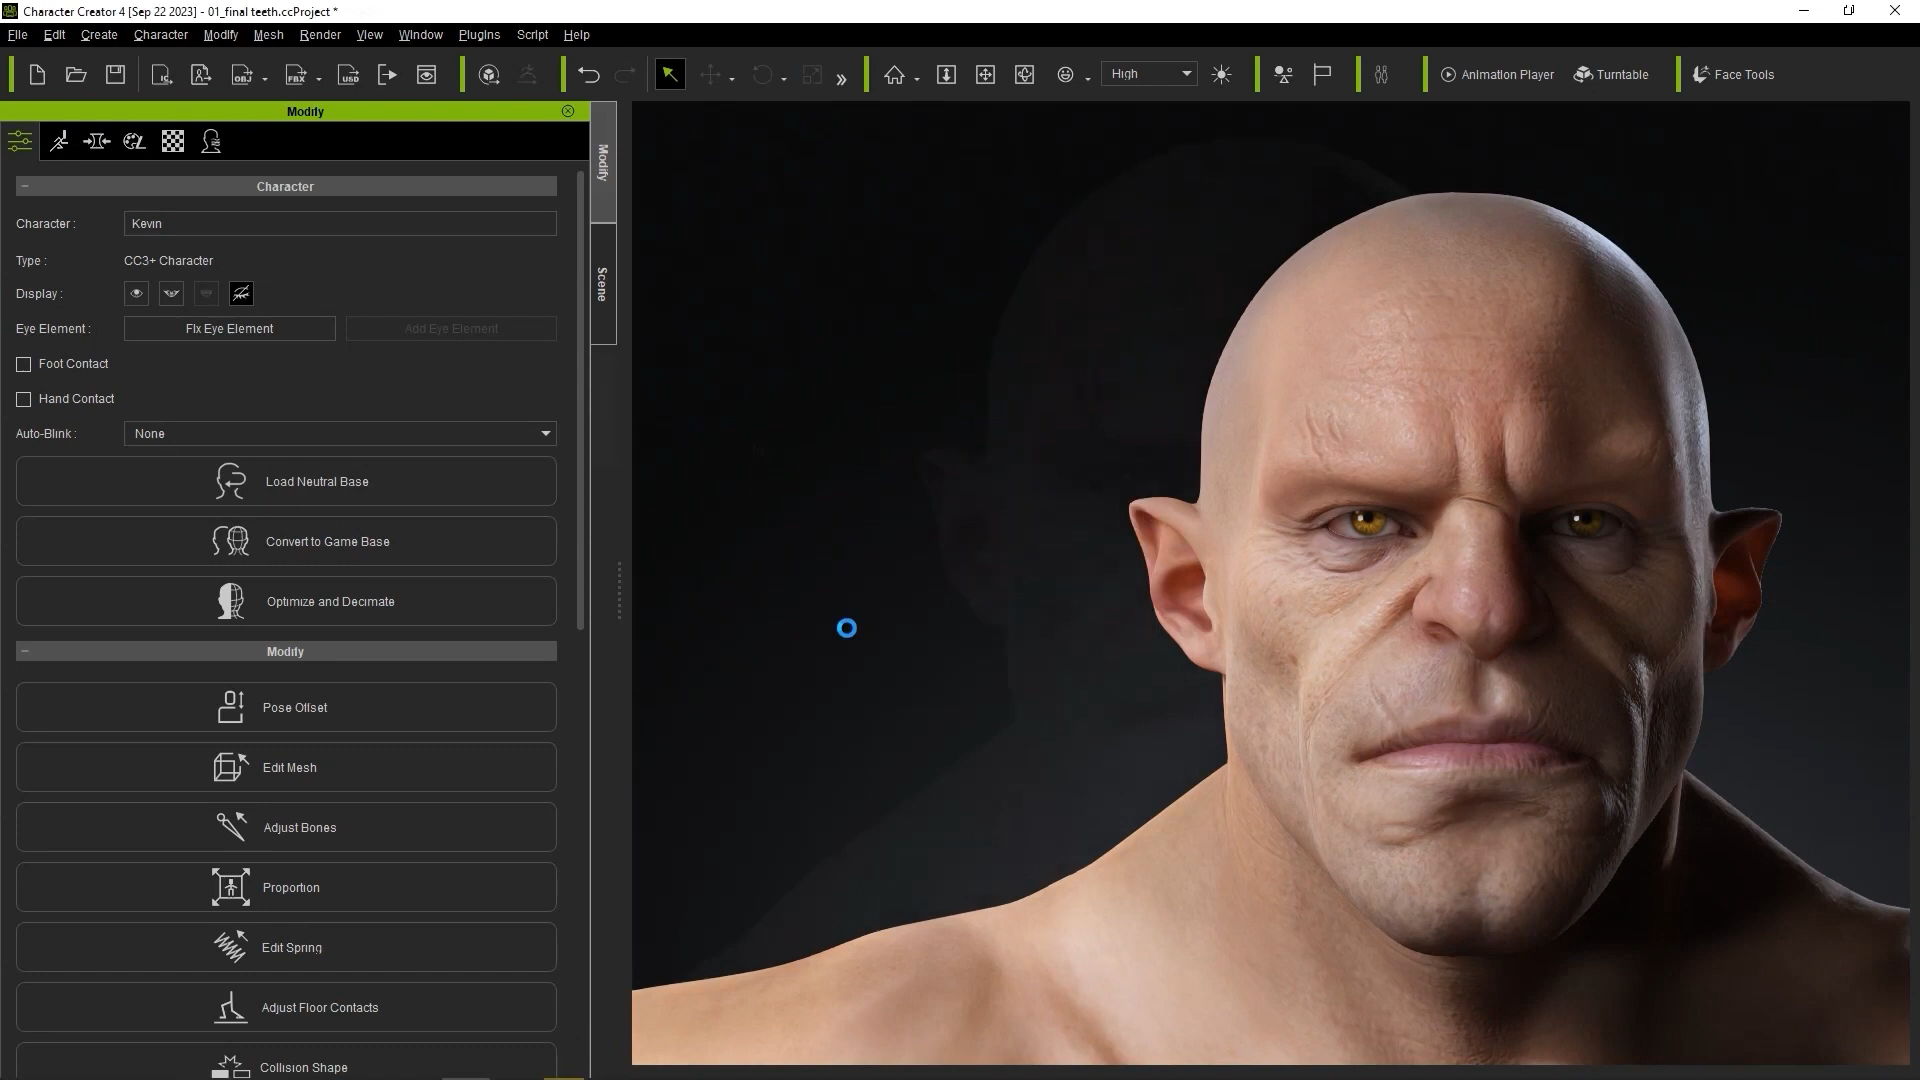 Character Creator 4 [Sep 22 2023] - 01_final teeth.ccProject *
File Edit Create Character Modify Mesh Render View Window Plugins Script Help
IC OBJ FBX USD High Animation Player Turntable Face Tools
Modify
Modify
Scene
Character
Character : Kevin
Type : CC3+ Character
Display :
Eye Element : Fix Eye Element Add Eye Element
Foot Contact
Hand Contact
Auto-Blink : None
Load Neutral Base
Convert to Game Base
Optimize and Decimate
Modify
Pose Offset
Edit Mesh
Adjust Bones
Proportion
Edit Spring
Adjust Floor Contacts
Collision Shape